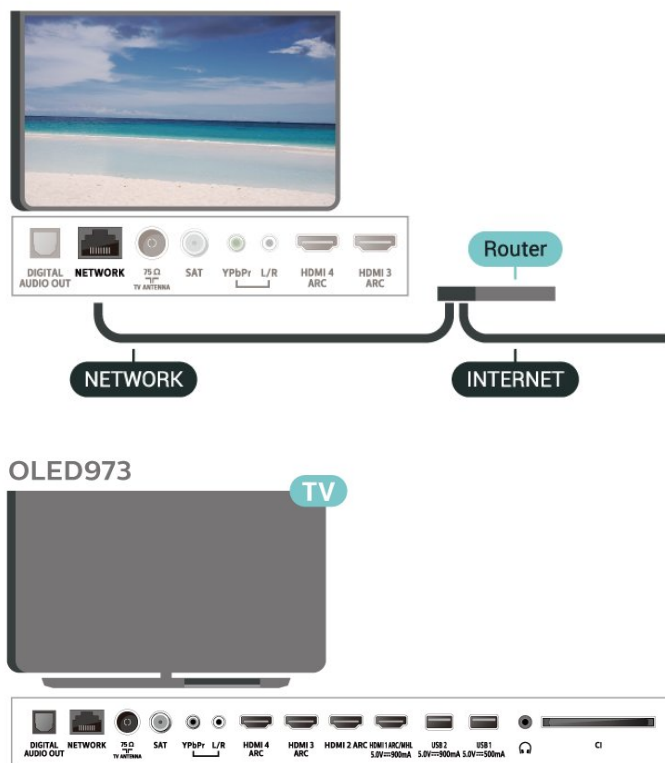 DIGITAL AUDIO OUT
NETWORK
75 Ω TV ANTENNA
SAT
YPbPr
L/R
HDMI 4 ARC
HDMI 3 ARC
Router
NETWORK
INTERNET
OLED973
TV
DIGITAL AUDIO OUT
NETWORK
75 Ω TV ANTENNA
SAT
YPbPr
L/R
HDMI 4 ARC
HDMI 3 ARC
HDMI 2 ARC
HDMI 1 ARC/MHL 5.0V⎓900mA
USB 2 5.0V⎓900mA
USB 1 5.0V⎓500mA
CI